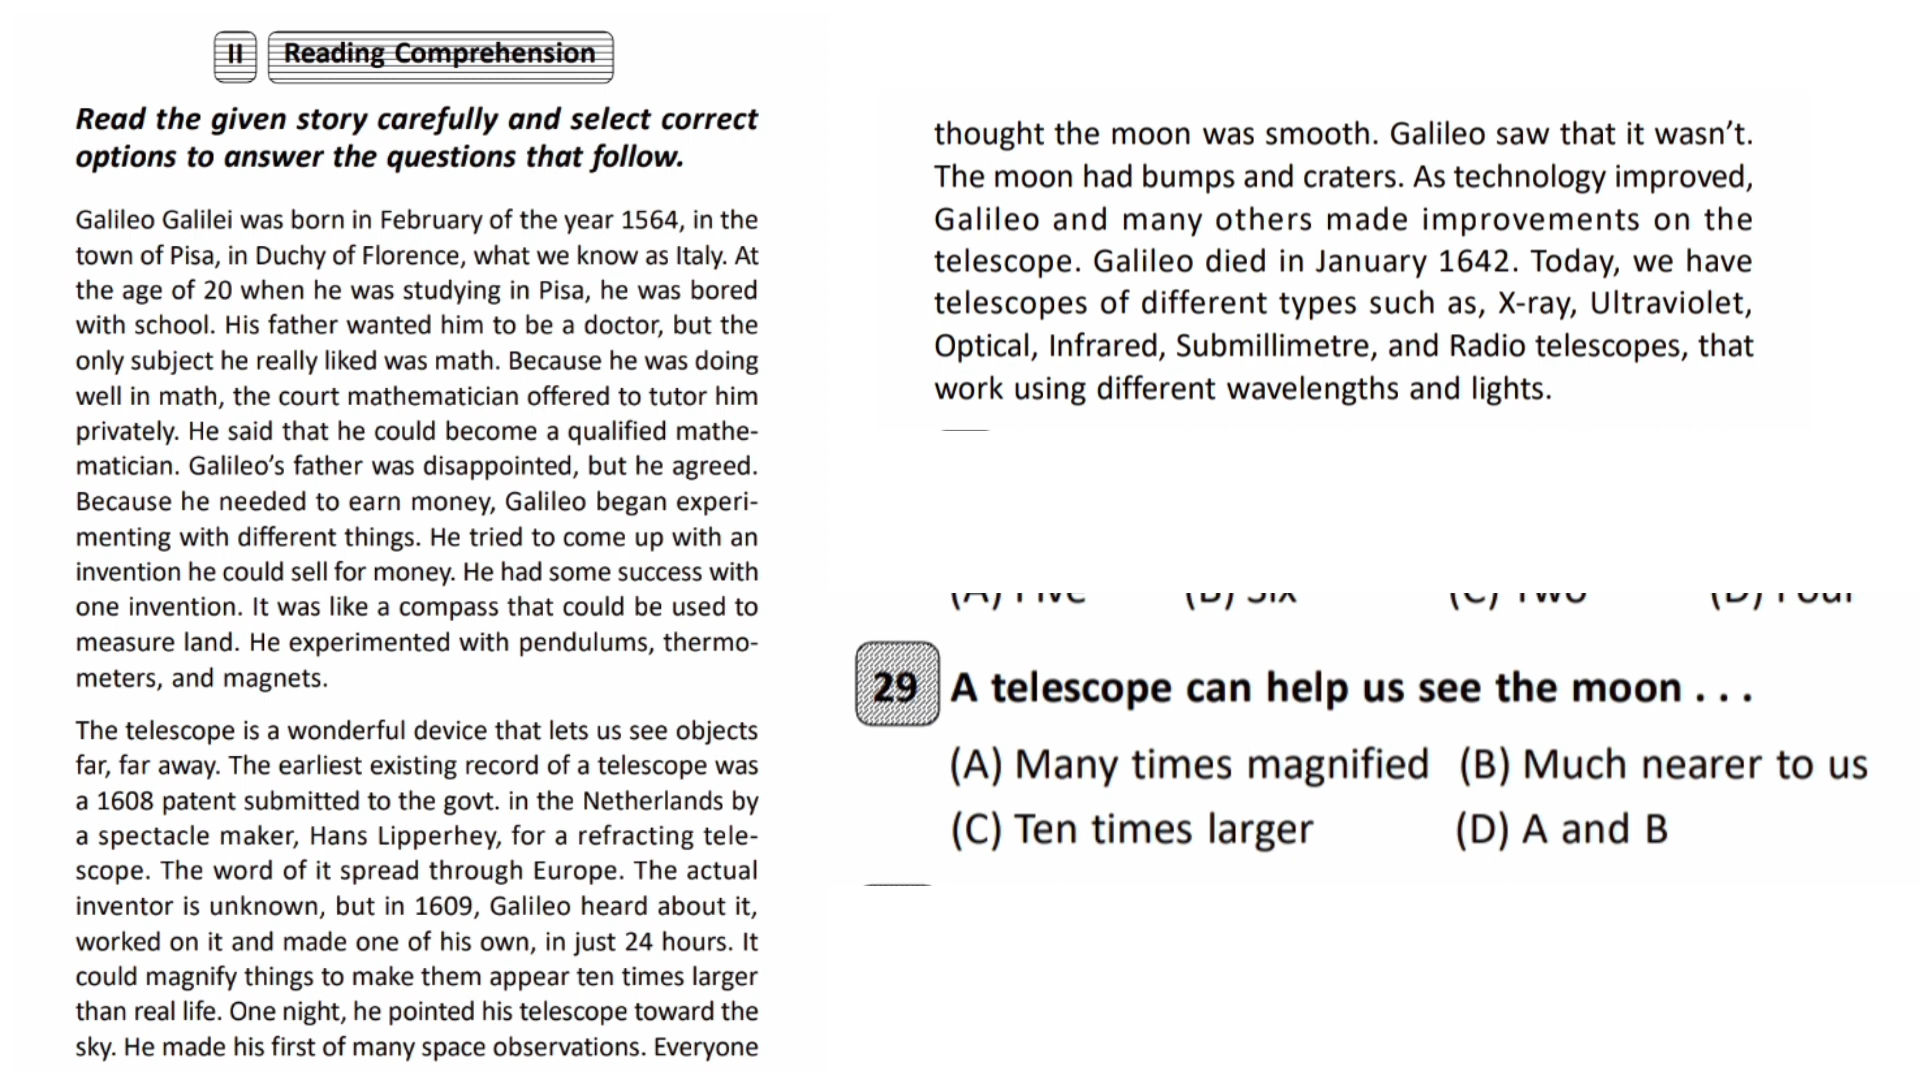 II Reading Comprehension
Read the given story carefully and select correct
options to answer the questions that follow.
Galileo Galilei was born in February of the year 1564, in the
town of Pisa, in Duchy of Florence, what we know as Italy. At
the age of 20 when he was studying in Pisa, he was bored
with school. His father wanted him to be a doctor, but the
only subject he really liked was math. Because he was doing
well in math, the court mathematician offered to tutor him
privately. He said that he could become a qualified mathe-
matician. Galileo’s father was disappointed, but he agreed.
Because he needed to earn money, Galileo began experi-
menting with different things. He tried to come up with an
invention he could sell for money. He had some success with
one invention. It was like a compass that could be used to
measure land. He experimented with pendulums, thermo-
meters, and magnets.
The telescope is a wonderful device that lets us see objects
far, far away. The earliest existing record of a telescope was
a 1608 patent submitted to the govt. in the Netherlands by
a spectacle maker, Hans Lipperhey, for a refracting tele-
scope. The word of it spread through Europe. The actual
inventor is unknown, but in 1609, Galileo heard about it,
worked on it and made one of his own, in just 24 hours. It
could magnify things to make them appear ten times larger
than real life. One night, he pointed his telescope toward the
sky. He made his first of many space observations. Everyone
thought the moon was smooth. Galileo saw that it wasn’t.
The moon had bumps and craters. As technology improved,
Galileo and many others made improvements on the
telescope. Galileo died in January 1642. Today, we have
telescopes of different types such as, X-ray, Ultraviolet,
Optical, Infrared, Submillimetre, and Radio telescopes, that
work using different wavelengths and lights.
(A) Five (B) Six (C) Two (D) Four
29 A telescope can help us see the moon . . .
(A) Many times magnified (B) Much nearer to us
(C) Ten times larger (D) A and B